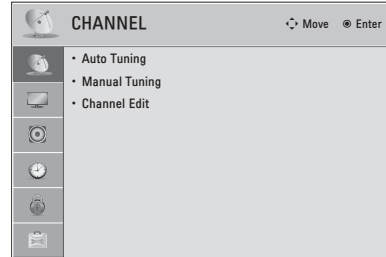 CHANNEL
Move Enter
• Auto Tuning
• Manual Tuning
• Channel Edit